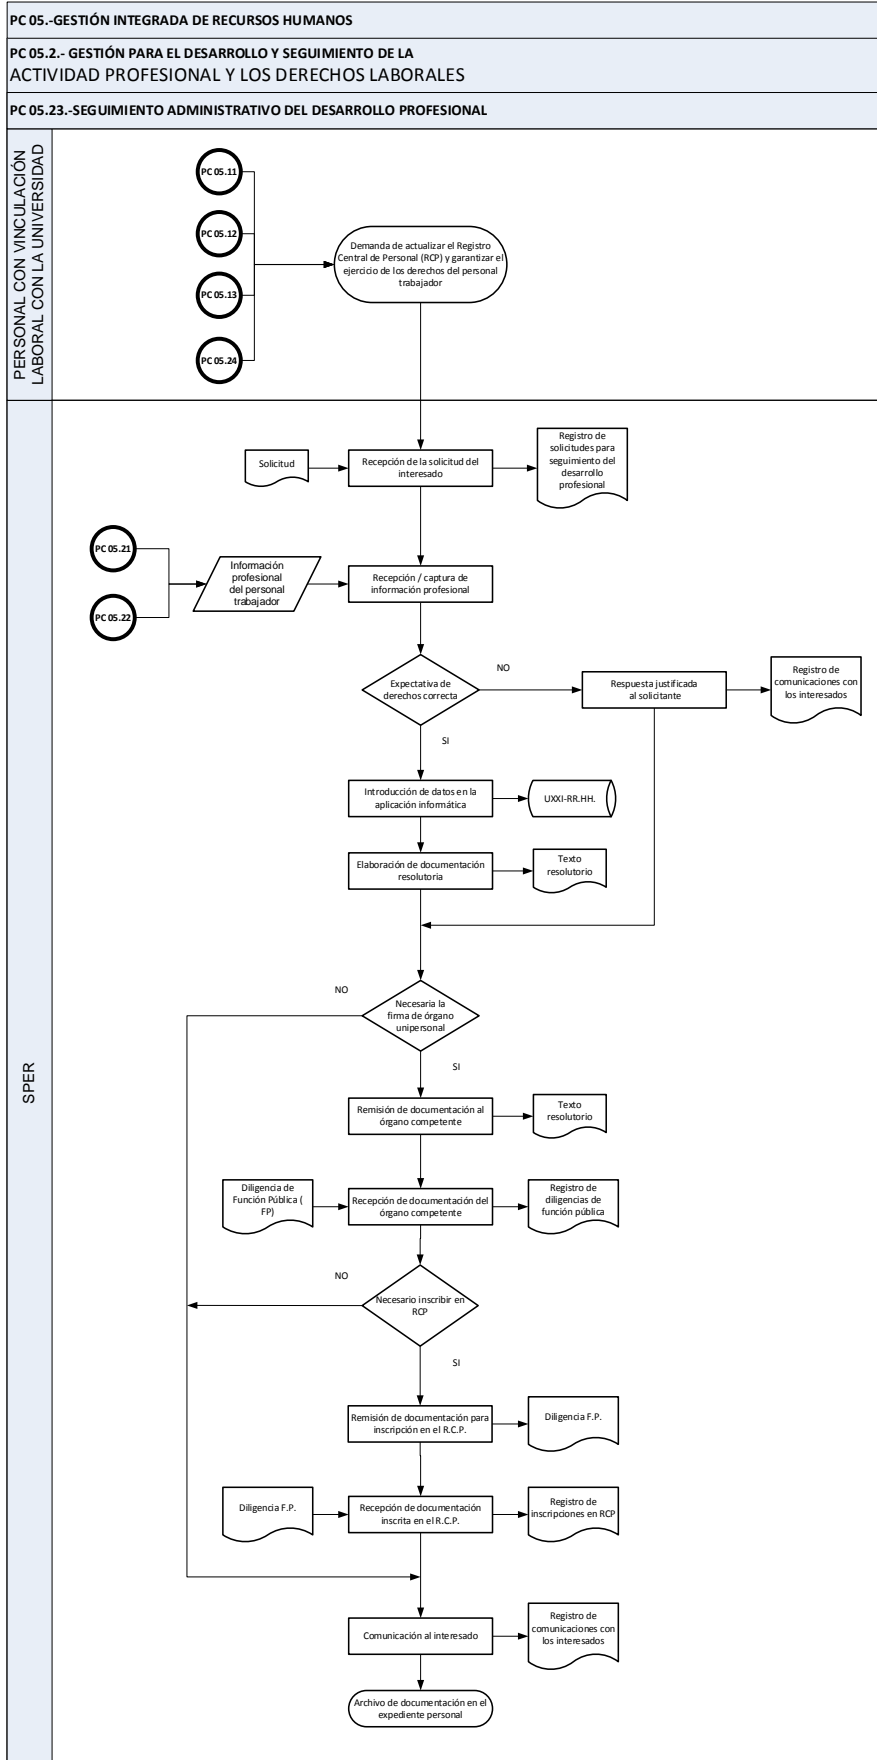 PC 05.-GESTIÓN INTEGRADA DE RECURSOS HUMANOS
PC 05.2.- GESTIÓN PARA EL DESARROLLO Y SEGUIMIENTO DE LA
ACTIVIDAD PROFESIONAL Y LOS DERECHOS LABORALES
PC 05.23.-SEGUIMIENTO ADMINISTRATIVO DEL DESARROLLO PROFESIONAL
PERSONAL CON VINCULACIÓN
LABORAL CON LA UNIVERSIDAD
PC 05.11
PC 05.12
PC 05.13
PC 05.24
Demanda de actualizar el Registro
Central de Personal (RCP) y garantizar el
ejercicio de los derechos del personal
trabajador
SPER
Solicitud
Recepción de la solicitud del
interesado
Registro de
solicitudes para
seguimiento del
desarrollo
profesional
PC 05.21
PC 05.22
Información
profesional
del personal
trabajador
Recepción / captura de
información profesional
Expectativa de
derechos correcta
NO
Respuesta justificada
al solicitante
Registro de
comunicaciones con
los interesados
SI
Introducción de datos en la
aplicación informática
UXXI-RR.HH.
Elaboración de documentación
resolutoria
Texto
resolutorio
NO
Necesaria la
firma de órgano
unipersonal
SI
Remisión de documentación al
órgano competente
Texto
resolutorio
Diligencia de
Función Pública (
FP)
Recepción de documentación del
órgano competente
Registro de
diligencias de
función pública
NO
Necesario inscribir en
RCP
SI
Remisión de documentación para
inscripción en el R.C.P.
Diligencia F.P.
Diligencia F.P.
Recepción de documentación
inscrita en el R.C.P.
Registro de
inscripciones en RCP
Comunicación al interesado
Registro de
comunicaciones con
los interesados
Archivo de documentación en el
expediente personal